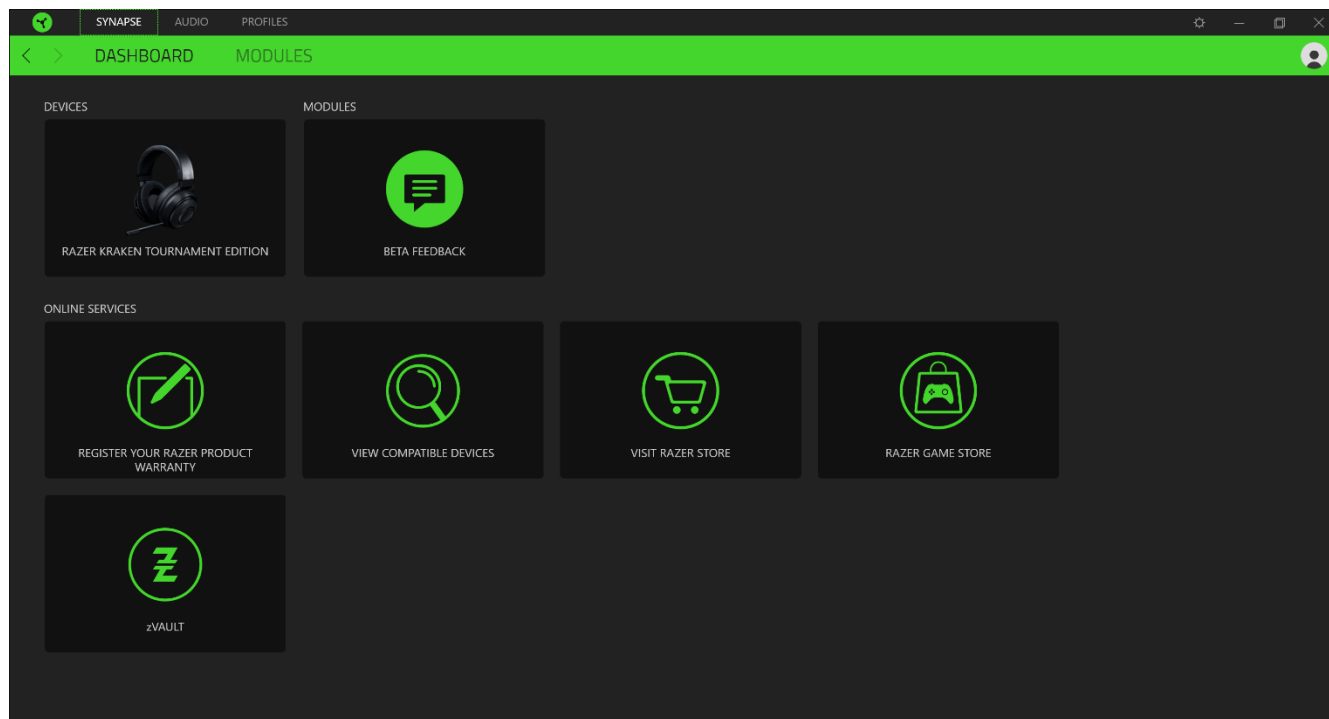 SYNAPSE AUDIO PROFILES
DASHBOARD MODULES
DEVICES MODULES
RAZER KRAKEN TOURNAMENT EDITION BETA FEEDBACK
ONLINE SERVICES
REGISTER YOUR RAZER PRODUCT
WARRANTY
VIEW COMPATIBLE DEVICES
VISIT RAZER STORE
RAZER GAME STORE
zVAULT